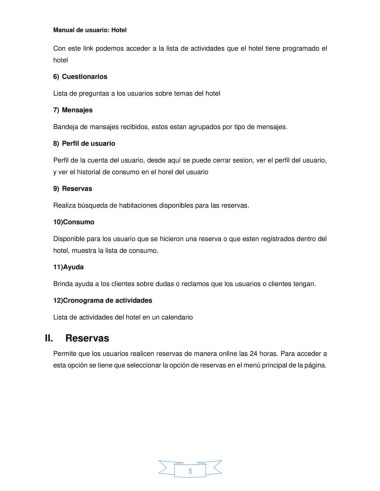 Manual de usuario: Hotel
Con este link podemos acceder a la lista de actividades que el hotel tiene programado el
hotel
6) Cuestionarios
Lista de preguntas a los usuarios sobre temas del hotel
7) Mensajes
Bandeja de mansajes recibidos, estos estan agrupados por tipo de mensajes.
8) Perfil de usuario
Perfil de la cuenta del usuario, desde aquí se puede cerrar sesion, ver el perfil del usuario,
y ver el historial de consumo en el horel del usuario
9) Reservas
Realiza búsqueda de habitaciones disponibles para las reservas.
10)Consumo
Disponible para los usuario que se hicieron una reserva o que esten registrados dentro del
hotel, muestra la lista de consumo.
11)Ayuda
Brinda ayuda a los clientes sobre dudas o reclamos que los usuarios o clientes tengan.
12)Cronograma de actividades
Lista de actividades del hotel en un calendario
II. Reservas
Permite que los usuarios realicen reservas de manera online las 24 horas. Para acceder a
esta opción se tiene que seleccionar la opción de reservas en el menú principal de la página.
5